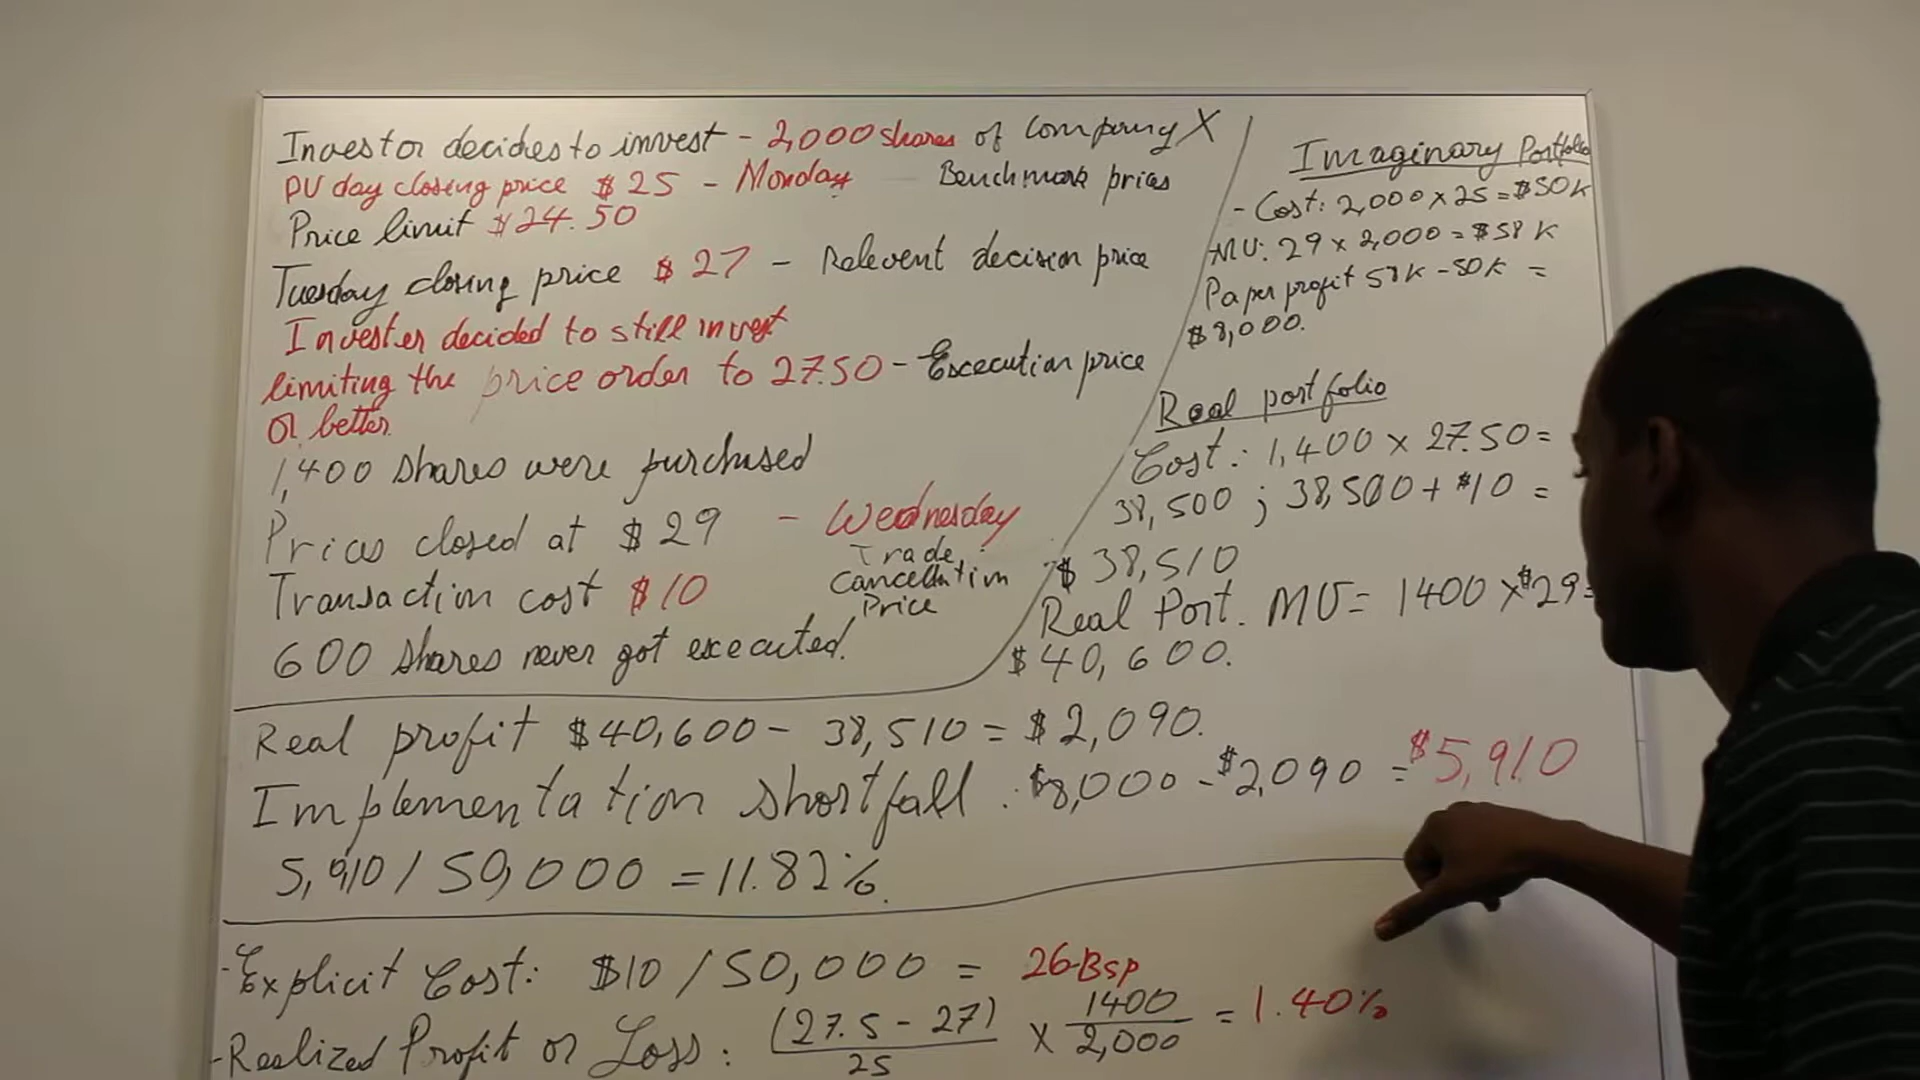 Investor decides to invest - 2,000 shares of Company X
PV day closing price $25 - Monday - Benchmark prics
Price limit $24.50
Tuesday closing price $27 - Relevent decision price
Invester decided to still invest
limiting the price order to 27.50 - Excecution price
or better.
1,400 shares were purchased
Prices closed at $29 - Wednesday
Trade
Cancellation
Price
Transaction cost $10
600 shares never got executed.
Imaginary Portfolio
- Cost: 2,000 x 25 = $50K
MV: 29 x 2,000 = $58K
Paper profit 58K - 50K =
$8,000.
Real portfolio
Cost: 1,400 x 27.50 =
38,500 ; 38,500 + $10 =
$38,510
Real Port. MV = 1400 x $29 =
$40,600.
Real profit $40,600 - 38,510 = $2,090.
Implementation shortfall : $8,000 - $2,090 = $5,910
5,910 / 50,000 = 11.82%.
- Explicit Cost: $10 / 50,000 = 26-Bsp
- Realized Profit or Loss: (27.5 - 27) / 25 x 1400 / 2,000 = 1.40%